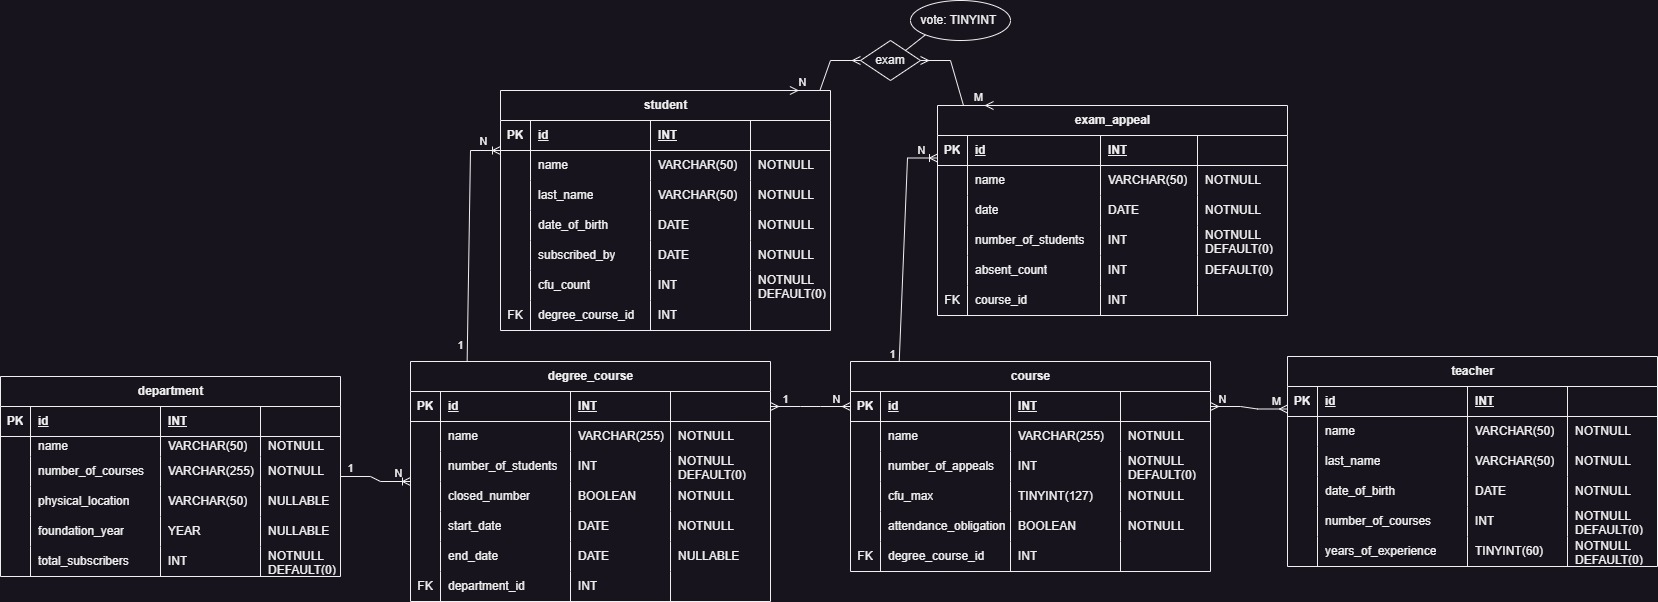 vote: TINYINT
exam
N
M
student
PK id INT
name VARCHAR(50) NOTNULL
last_name VARCHAR(50) NOTNULL
date_of_birth DATE NOTNULL
subscribed_by DATE NOTNULL
cfu_count INT NOTNULL
DEFAULT(0)
FK degree_course_id INT
N
1
exam_appeal
PK id INT
name VARCHAR(50) NOTNULL
date DATE NOTNULL
number_of_students INT NOTNULL
DEFAULT(0)
absent_count INT DEFAULT(0)
FK course_id INT
N
1
department
PK id INT
name VARCHAR(50) NOTNULL
number_of_courses VARCHAR(255) NOTNULL
physical_location VARCHAR(50) NULLABLE
foundation_year YEAR NULLABLE
total_subscribers INT NOTNULL
DEFAULT(0)
1
N
degree_course
PK id INT
name VARCHAR(255) NOTNULL
number_of_students INT NOTNULL
DEFAULT(0)
closed_number BOOLEAN NOTNULL
start_date DATE NOTNULL
end_date DATE NULLABLE
FK department_id INT
1
N
course
PK id INT
name VARCHAR(255) NOTNULL
number_of_appeals INT NOTNULL
DEFAULT(0)
cfu_max TINYINT(127) NOTNULL
attendance_obligation BOOLEAN NOTNULL
FK degree_course_id INT
N
M
teacher
PK id INT
name VARCHAR(50) NOTNULL
last_name VARCHAR(50) NOTNULL
date_of_birth DATE NOTNULL
number_of_courses INT NOTNULL
DEFAULT(0)
years_of_experience TINYINT(60) NOTNULL
DEFAULT(0)